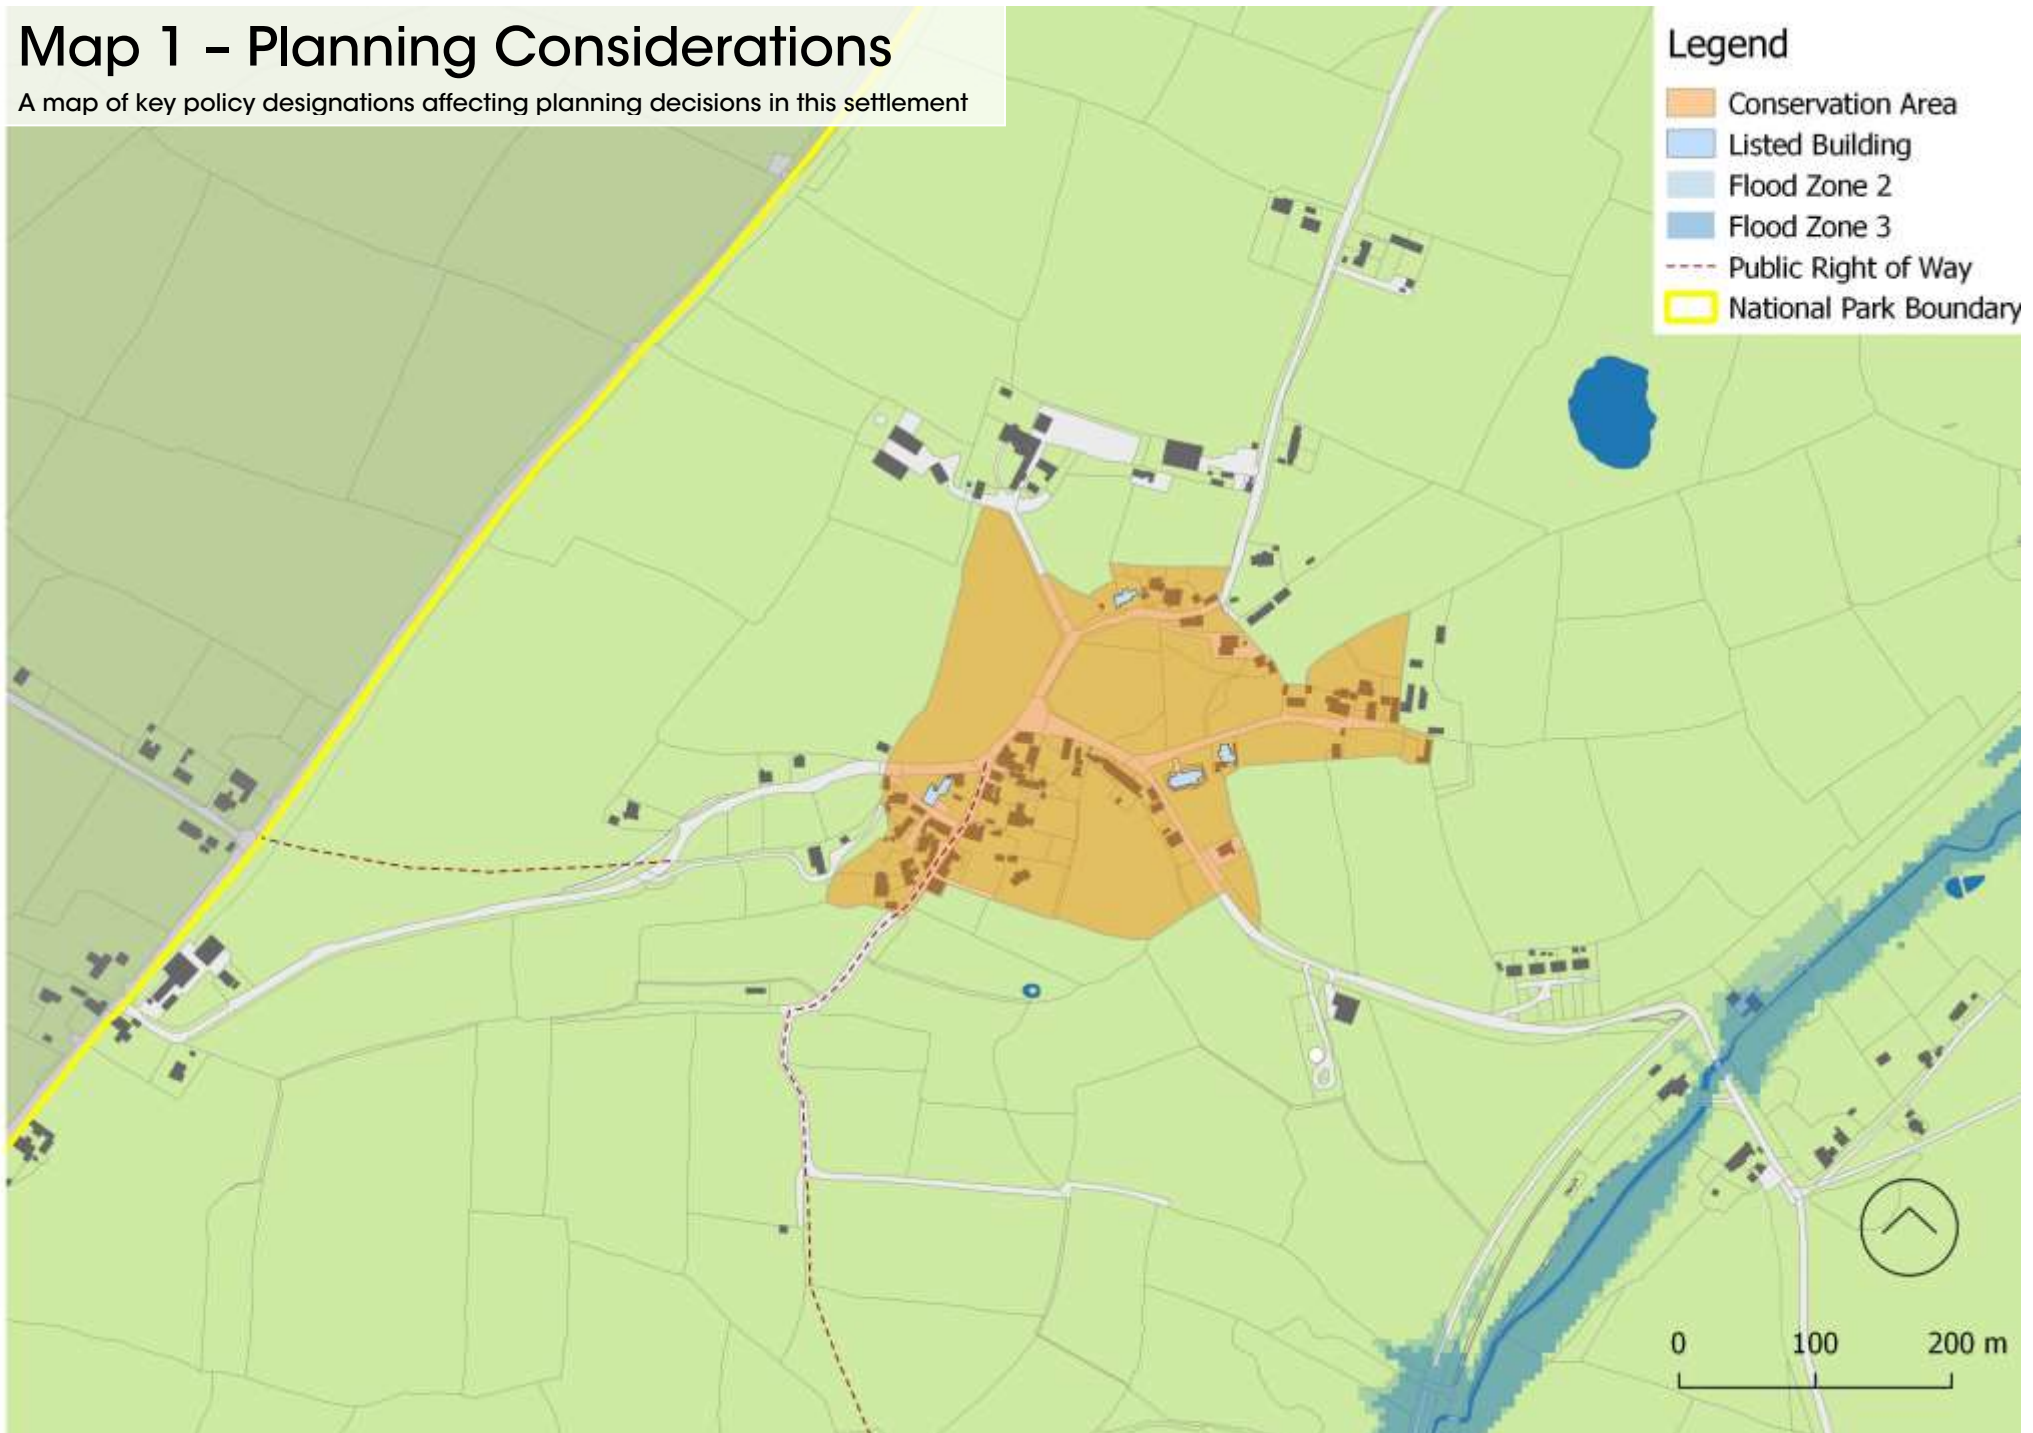 Map 1 – Planning Considerations
A map of key policy designations affecting planning decisions in this settlement
Legend
Conservation Area
Listed Building
Flood Zone 2
Flood Zone 3
Public Right of Way
National Park Boundary
0 100 200 m